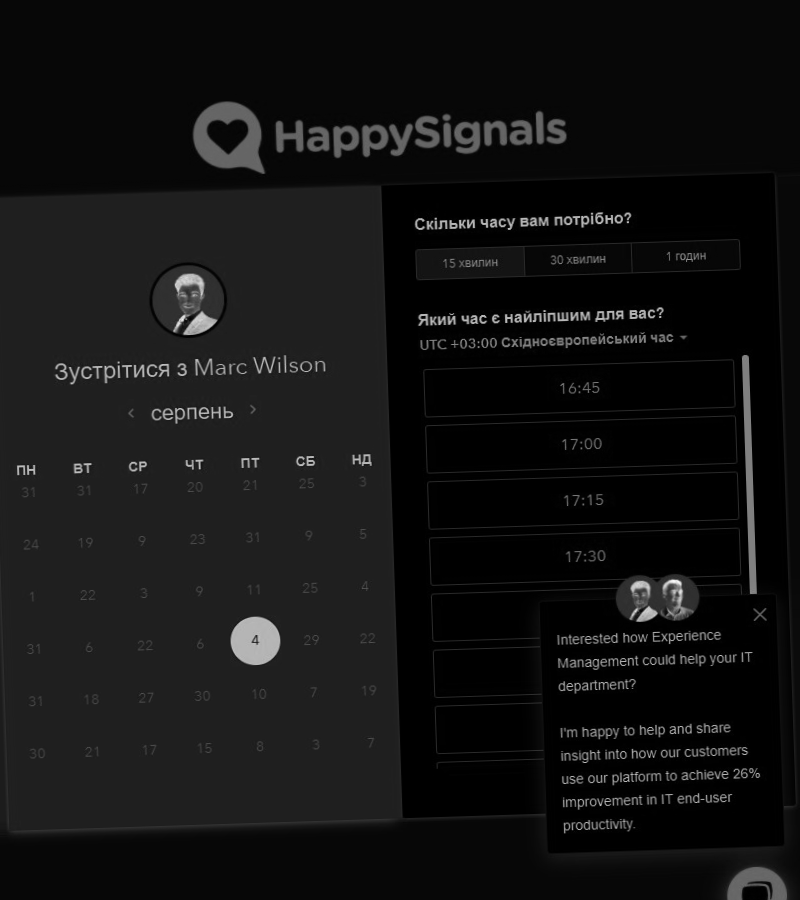 HappySignals
Зустрітися з Marc Wilson
серпень
ПН ВТ СР ЧТ ПТ СБ НД
31 31 17 20 21 25 3
24 19 9 23 31 9 5
1 22 3 9 11 25 4
31 6 22 6 4 29 22
31 18 27 30 10 7 19
30 21 17 15 8 3 7
Скільки часу вам потрібно?
15 хвилин 30 хвилин 1 годин
Який час є найліпшим для вас?
UTC +03:00 Східноєвропейський час
16:45
17:00
17:15
17:30
Interested how Experience
Management could help your IT
department?
I'm happy to help and share
insight into how our customers
use our platform to achieve 26%
improvement in IT end-user
productivity.